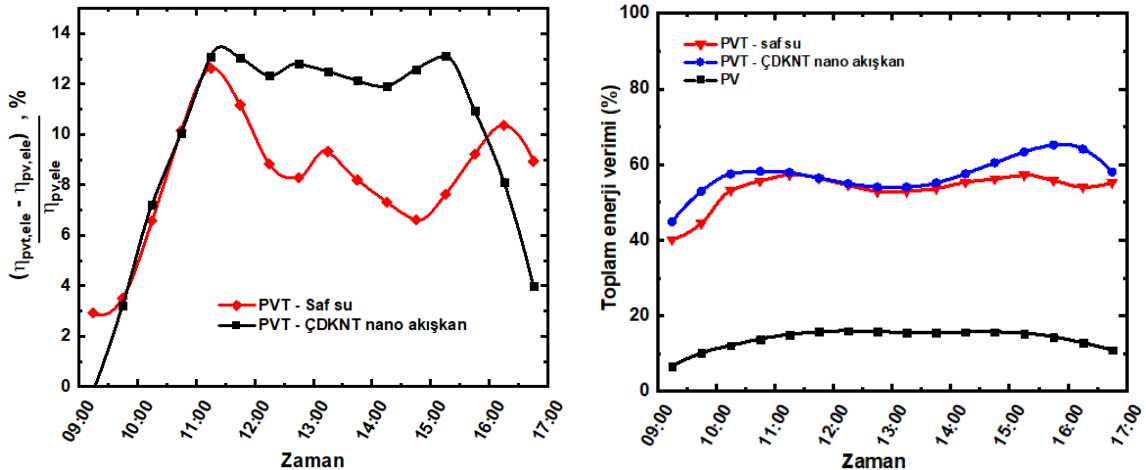 (ηpvt,ele - ηpv,ele) , %
ηpv,ele
14
12
10
8
6
4
2
0
PVT - Saf su
PVT - ÇDKNT nano akışkan
09:00 10:00 11:00 12:00 13:00 14:00 15:00 16:00 17:00
Zaman
Toplam enerji verimi (%)
100
80
60
40
20
0
PVT - saf su
PVT - ÇDKNT nano akışkan
PV
09:00 10:00 11:00 12:00 13:00 14:00 15:00 16:00 17:00
Zaman